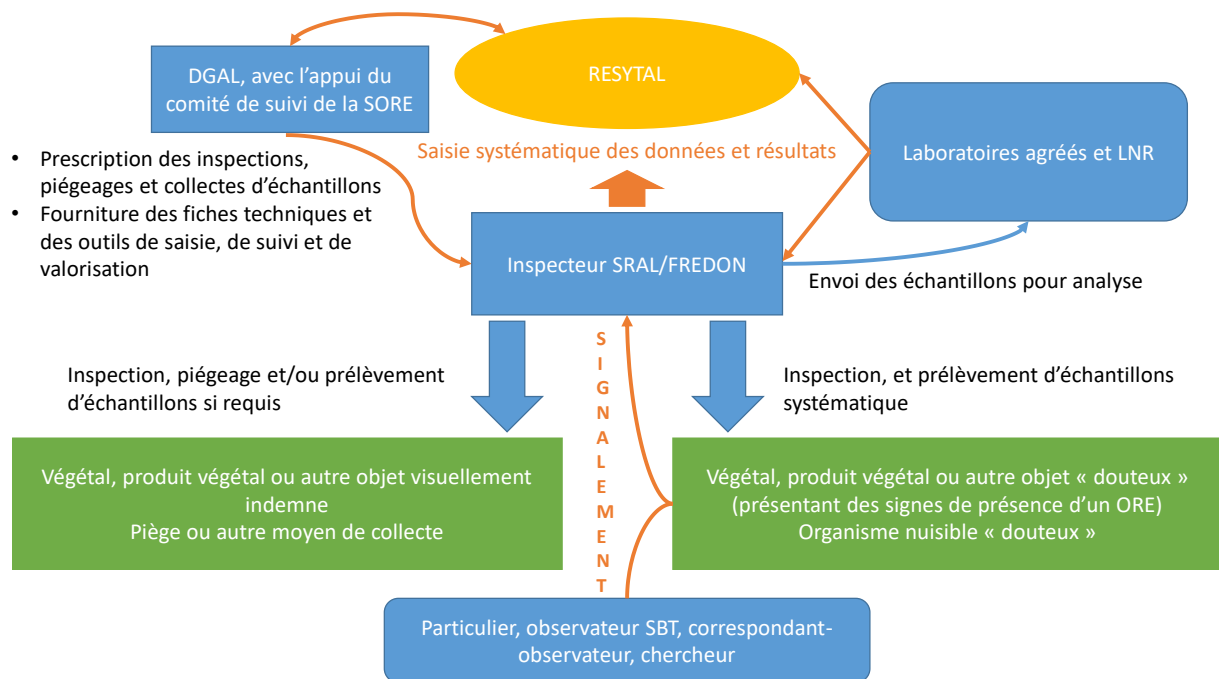 DGAL, avec l’appui du
comité de suivi de la SORE
RESYTAL
Laboratoires agréés et LNR
• Prescription des inspections,
piégeages et collectes d’échantillons
• Fourniture des fiches techniques et
des outils de saisie, de suivi et de
valorisation
Saisie systématique des données et résultats
Inspecteur SRAL/FREDON
Envoi des échantillons pour analyse
Inspection, piégeage et/ou prélèvement
d’échantillons si requis
SIGNALEMENT
Inspection, et prélèvement d’échantillons
systématique
Végétal, produit végétal ou autre objet visuellement
indemne
Piège ou autre moyen de collecte
Végétal, produit végétal ou autre objet « douteux »
(présentant des signes de présence d’un ORE)
Organisme nuisible « douteux »
Particulier, observateur SBT, correspondant-
observateur, chercheur